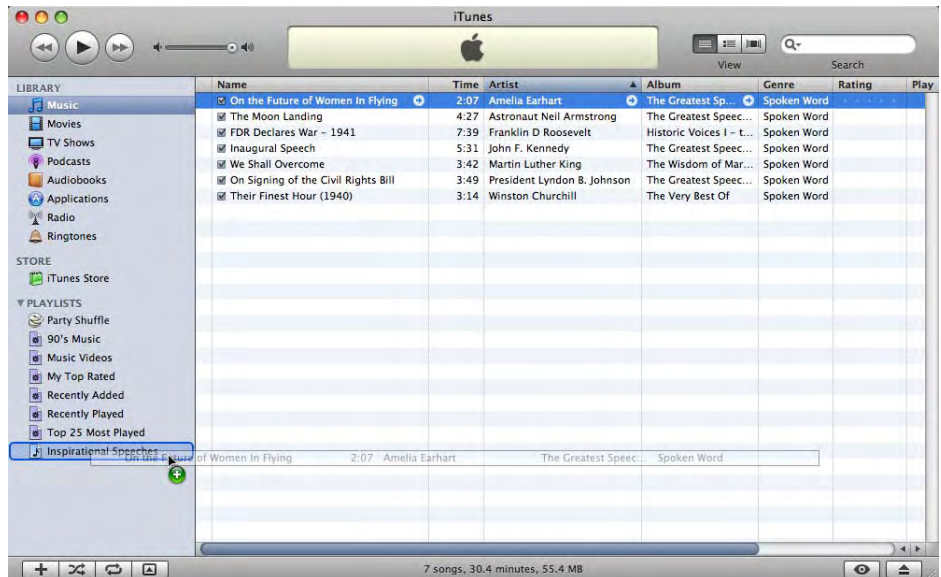 iTunes
View
Search
LIBRARY
Music
Movies
TV Shows
Podcasts
Audiobooks
Applications
Radio
Ringtones
STORE
iTunes Store
PLAYLISTS
Party Shuffle
90's Music
Music Videos
My Top Rated
Recently Added
Recently Played
Top 25 Most Played
Inspirational Speeches
Name Time Artist Album Genre Rating Play
On the Future of Women In Flying 2:07 Amelia Earhart The Greatest Sp... Spoken Word
The Moon Landing 4:27 Astronaut Neil Armstrong The Greatest Speec... Spoken Word
FDR Declares War – 1941 7:39 Franklin D Roosevelt Historic Voices I – t... Spoken Word
Inaugural Speech 5:31 John F. Kennedy The Greatest Speec... Spoken Word
We Shall Overcome 3:42 Martin Luther King The Wisdom of Mar... Spoken Word
On Signing of the Civil Rights Bill 3:49 President Lyndon B. Johnson The Greatest Speec... Spoken Word
Their Finest Hour (1940) 3:14 Winston Churchill The Very Best Of Spoken Word
On the Future of Women In Flying 2:07 Amelia Earhart The Greatest Speec... Spoken Word
7 songs, 30.4 minutes, 55.4 MB